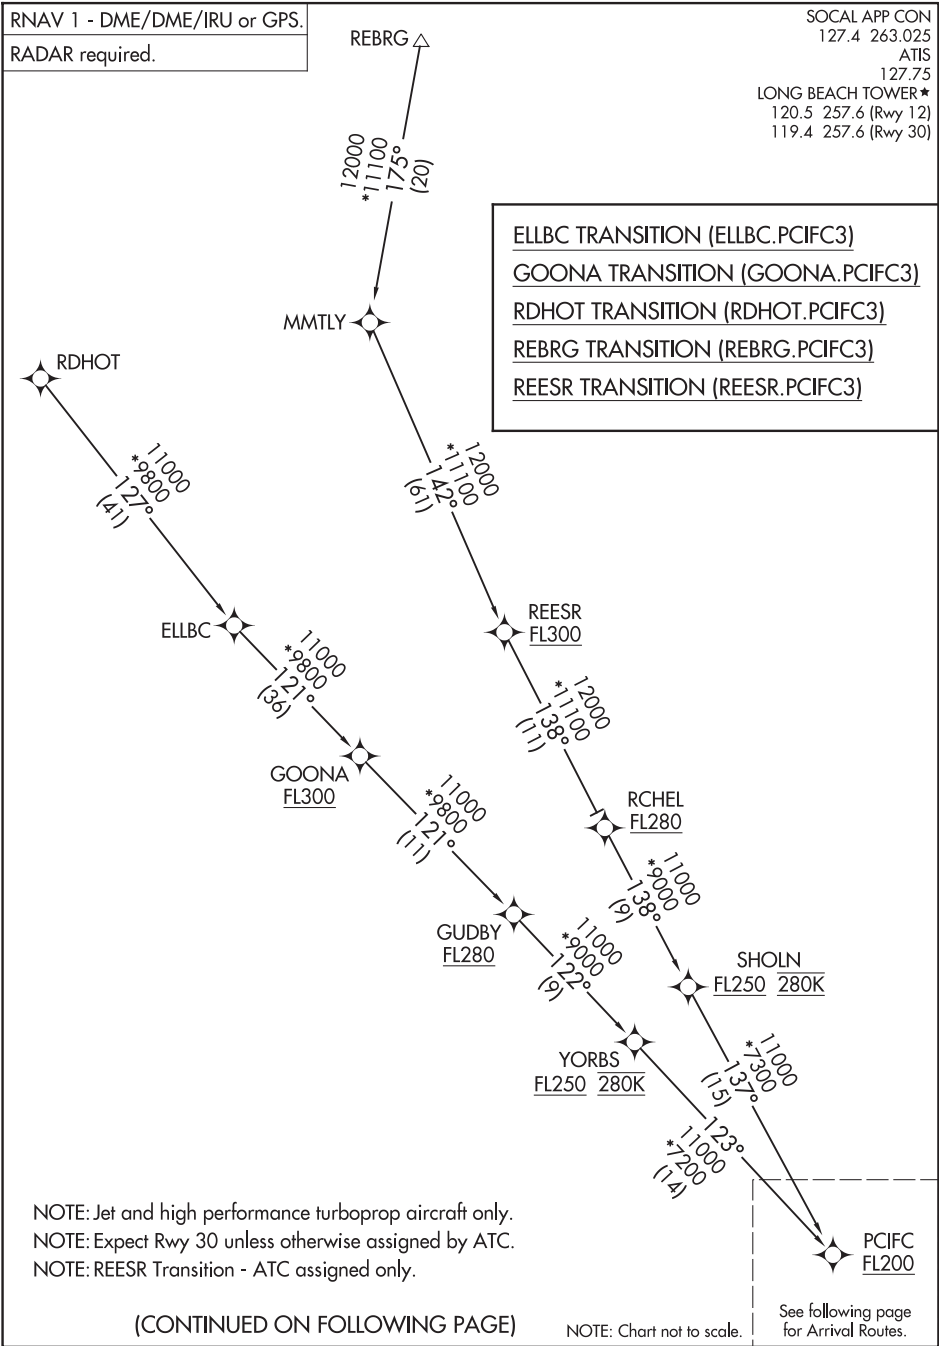 RNAV 1 - DME/DME/IRU or GPS.
RADAR required.
SOCAL APP CON
127.4 263.025
ATIS
127.75
LONG BEACH TOWER★
120.5 257.6 (Rwy 12)
119.4 257.6 (Rwy 30)
REBRG
12000
*11100
175°
(20)
ELLBC TRANSITION (ELLBC.PCIFC3)
GOONA TRANSITION (GOONA.PCIFC3)
RDHOT TRANSITION (RDHOT.PCIFC3)
REBRG TRANSITION (REBRG.PCIFC3)
REESR TRANSITION (REESR.PCIFC3)
MMTLY
RDHOT
11000
*9800
127°
(41)
12000
*11100
142°
(61)
ELLBC
REESR
FL300
11000
*9800
121°
(36)
12000
*11100
138°
(11)
GOONA
FL300
11000
*9800
121°
(11)
RCHEL
FL280
11000
*9000
138°
(9)
GUDBY
FL280
11000
*9000
122°
(9)
SHOLN
FL250 280K
YORBS
FL250 280K
11000
*7300
137°
(15)
123°
11000
*7200
(14)
PCIFC
FL200
NOTE: Jet and high performance turboprop aircraft only.
NOTE: Expect Rwy 30 unless otherwise assigned by ATC.
NOTE: REESR Transition - ATC assigned only.
(CONTINUED ON FOLLOWING PAGE)
NOTE: Chart not to scale.
See following page
for Arrival Routes.